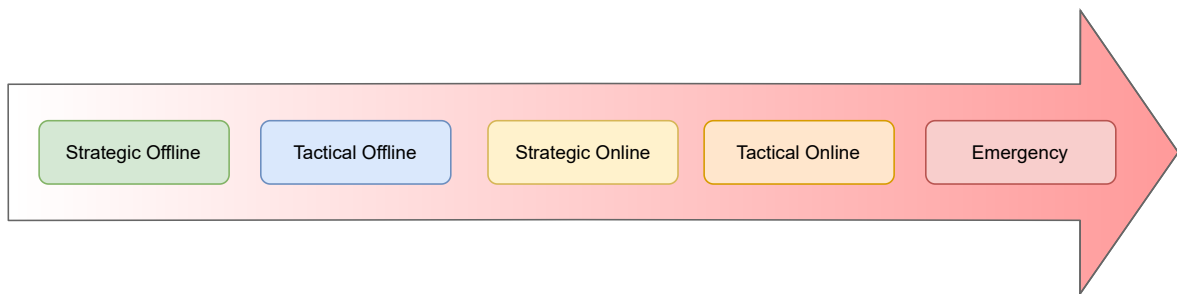 Strategic Offline
Tactical Offline
Strategic Online
Tactical Online
Emergency